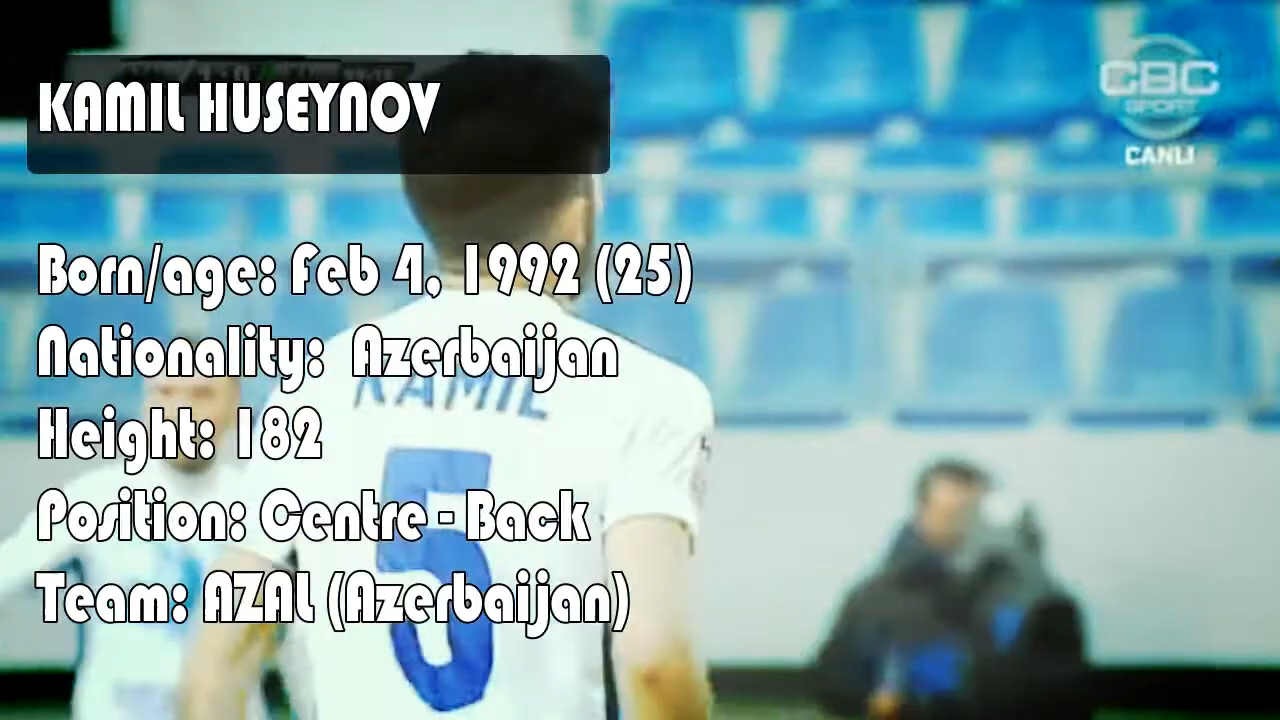 KAMIL HUSEYNOV
Born/age: Feb 4, 1992 (25)
Nationality: Azerbaijan
Height: 182
Position: Centre - Back
Team: AZAL (Azerbaijan)
KAMIL
5
CBC
SPORT
CANLI